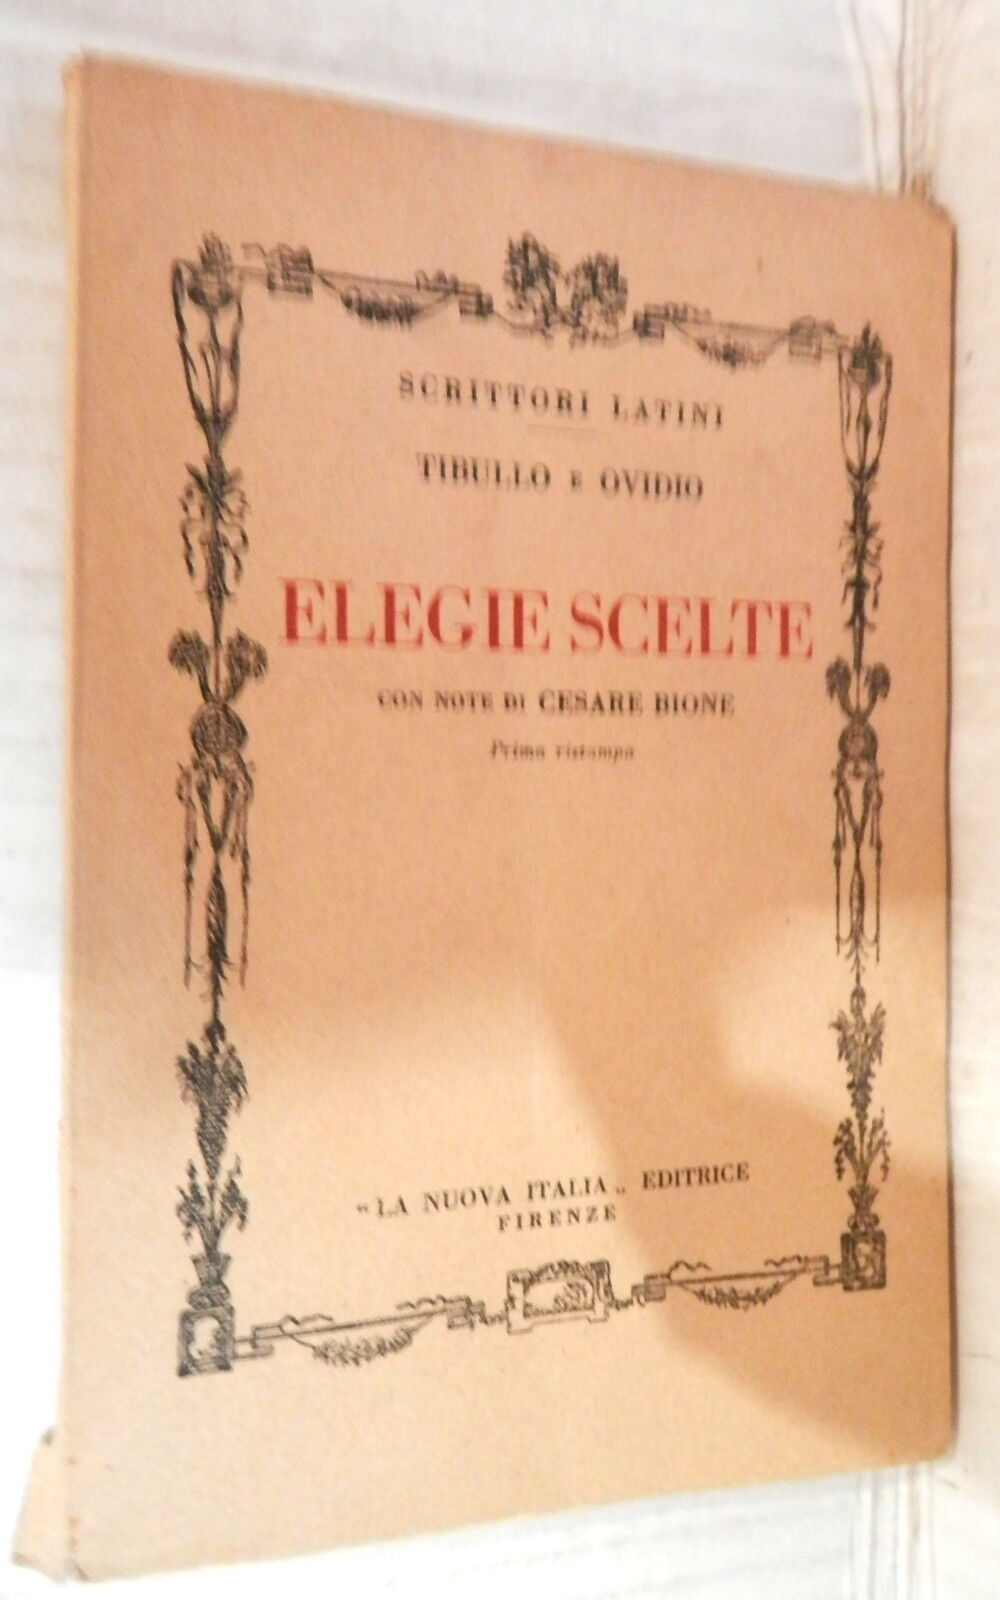 SCRITTORI LATINI
TIBULLO E OVIDIO
ELEGIE SCELTE
CON NOTE DI CESARE BIONE
Prima ristampa
“ LA NUOVA ITALIA „ EDITRICE
FIRENZE